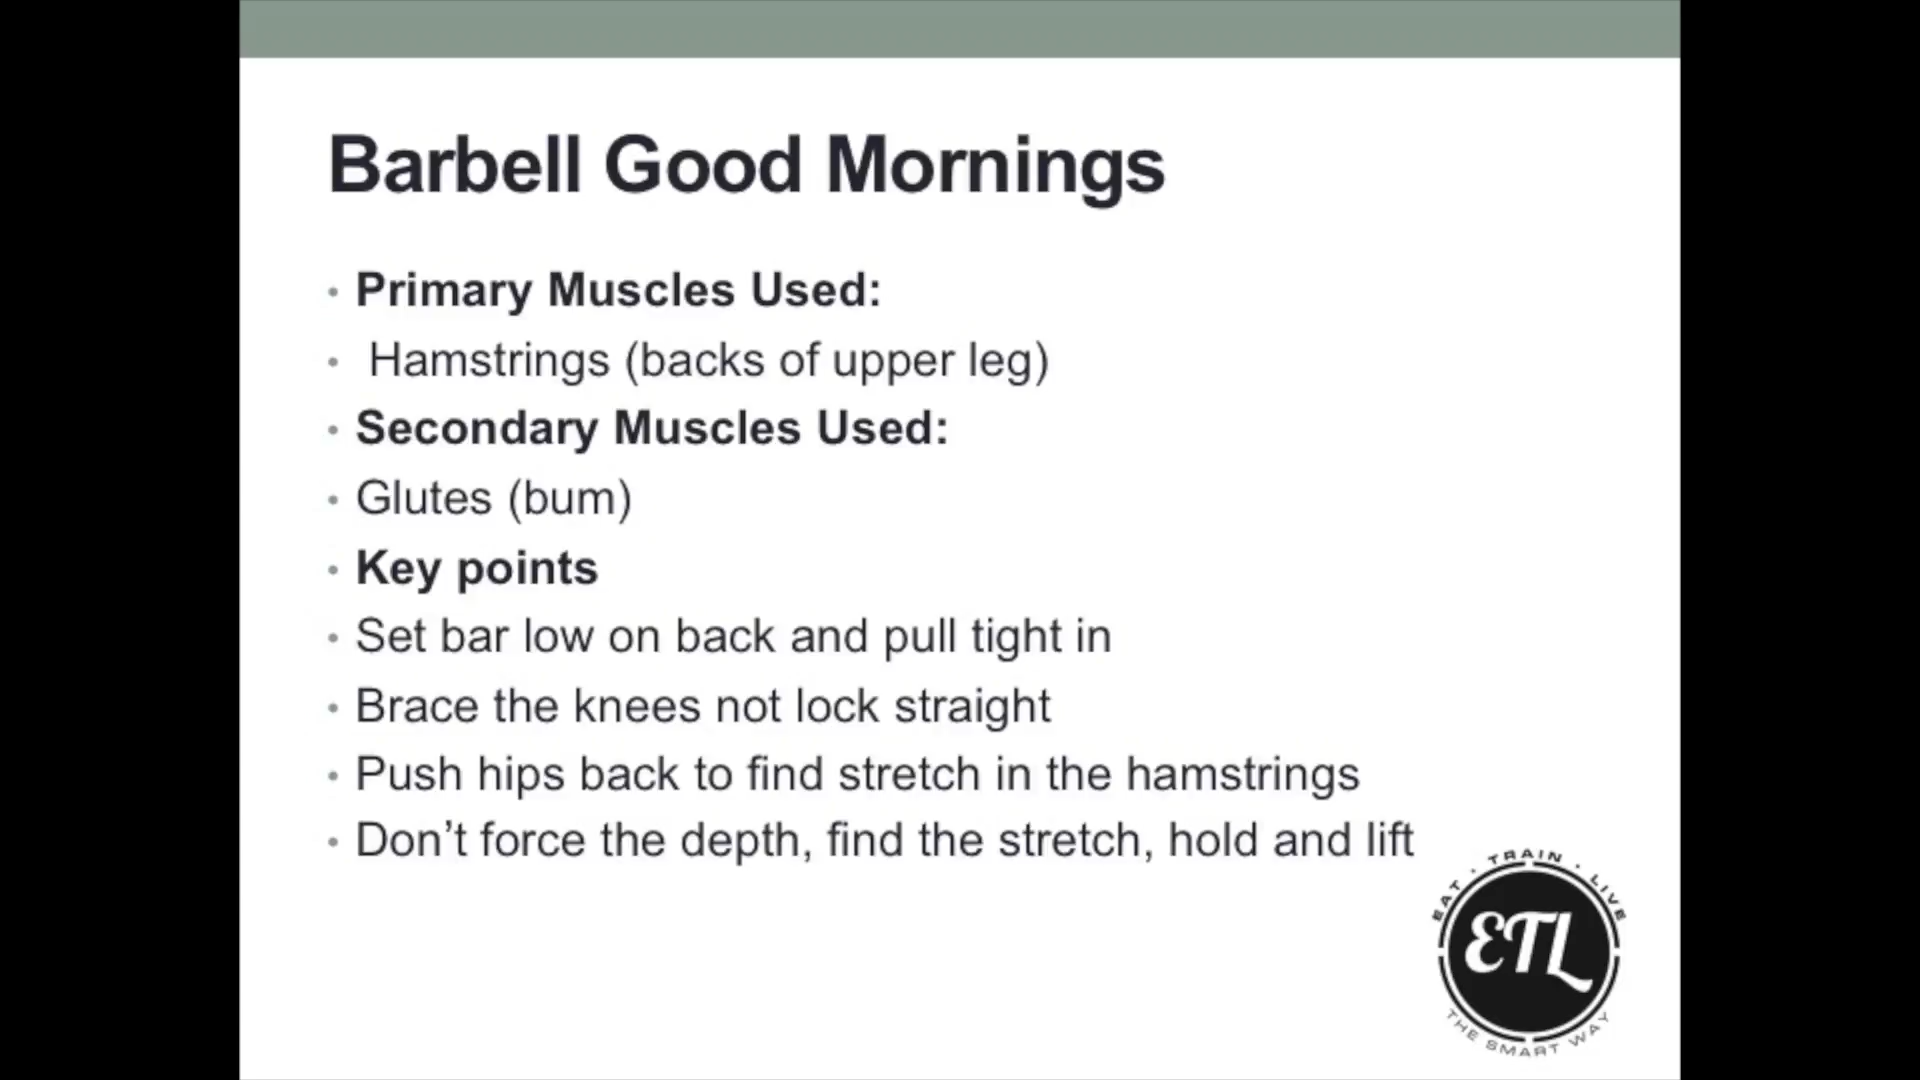 Barbell Good Mornings
• Primary Muscles Used:
• Hamstrings (backs of upper leg)
• Secondary Muscles Used:
• Glutes (bum)
• Key points
• Set bar low on back and pull tight in
• Brace the knees not lock straight
• Push hips back to find stretch in the hamstrings
• Don’t force the depth, find the stretch, hold and lift
EAT · TRAIN · LIVE
ETL
THE SMART WAY